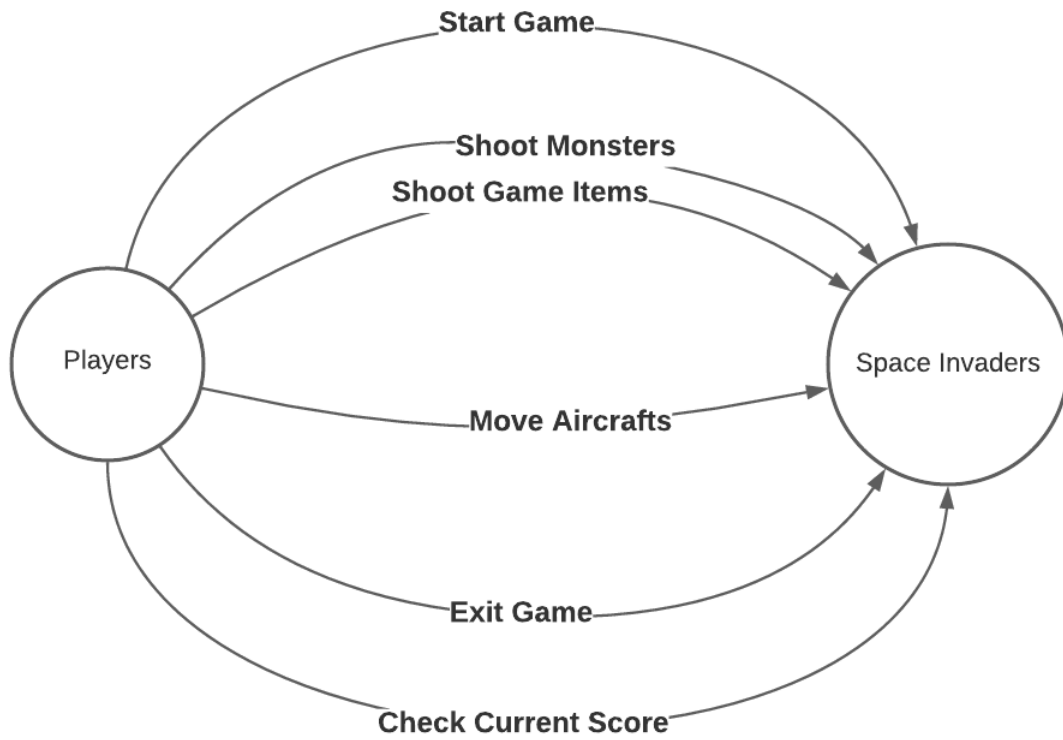 Start Game
Shoot Monsters
Shoot Game Items
Players
Space Invaders
Move Aircrafts
Exit Game
Check Current Score